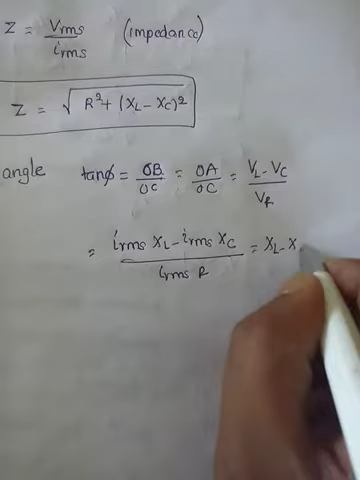 Z = Vrms / irms (impedance)
Z = √R²+(XL-XC)²
angle tanϕ = OB/OC = OA/OC = VL-VC / VR
= irms XL - irms XC / irms R = XL-X